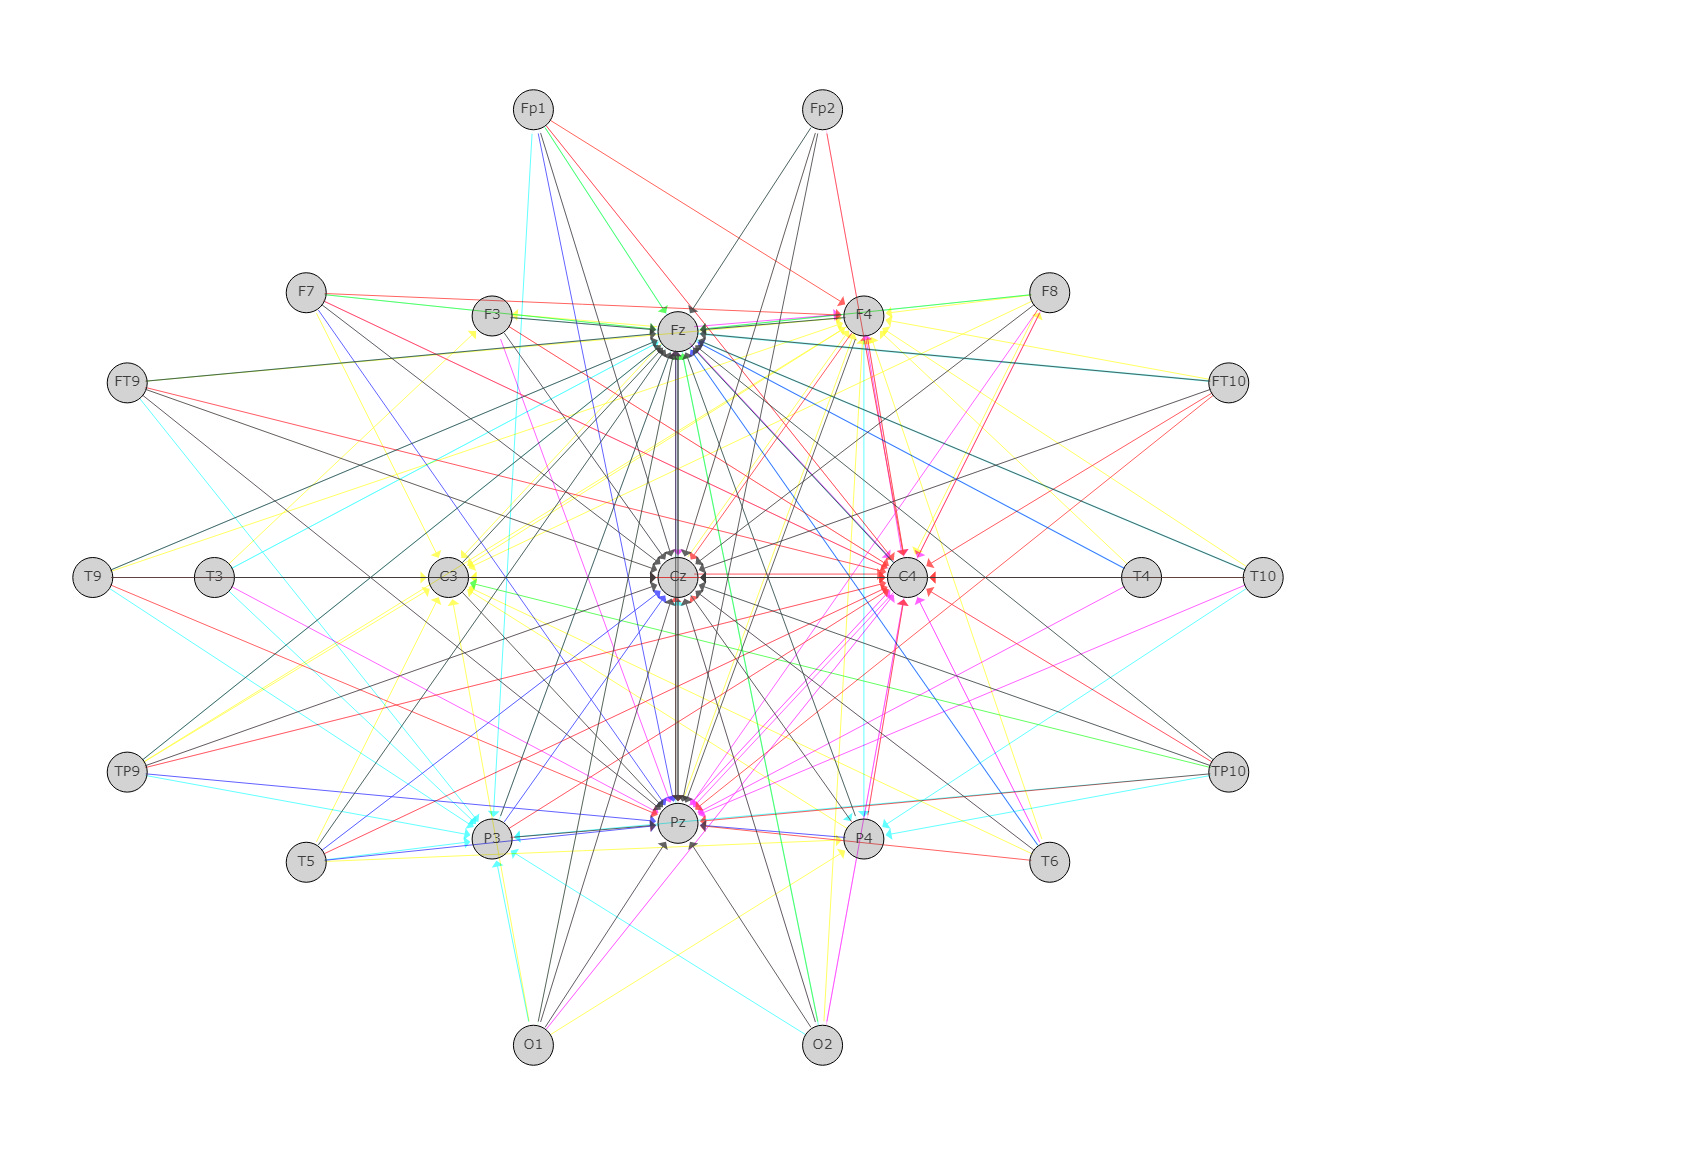 Fp1 Fp2
F7 F3 Fz F4 F8
FT9 FT10
T9 T3 C3 Cz C4 T4 T10
TP9 TP10
T5 P3 Pz P4 T6
O1 O2